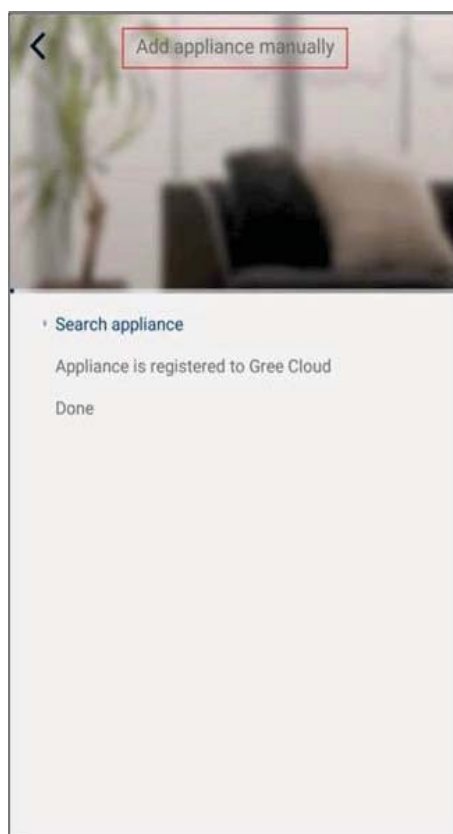 Add appliance manually
Search appliance
Appliance is registered to Gree Cloud
Done